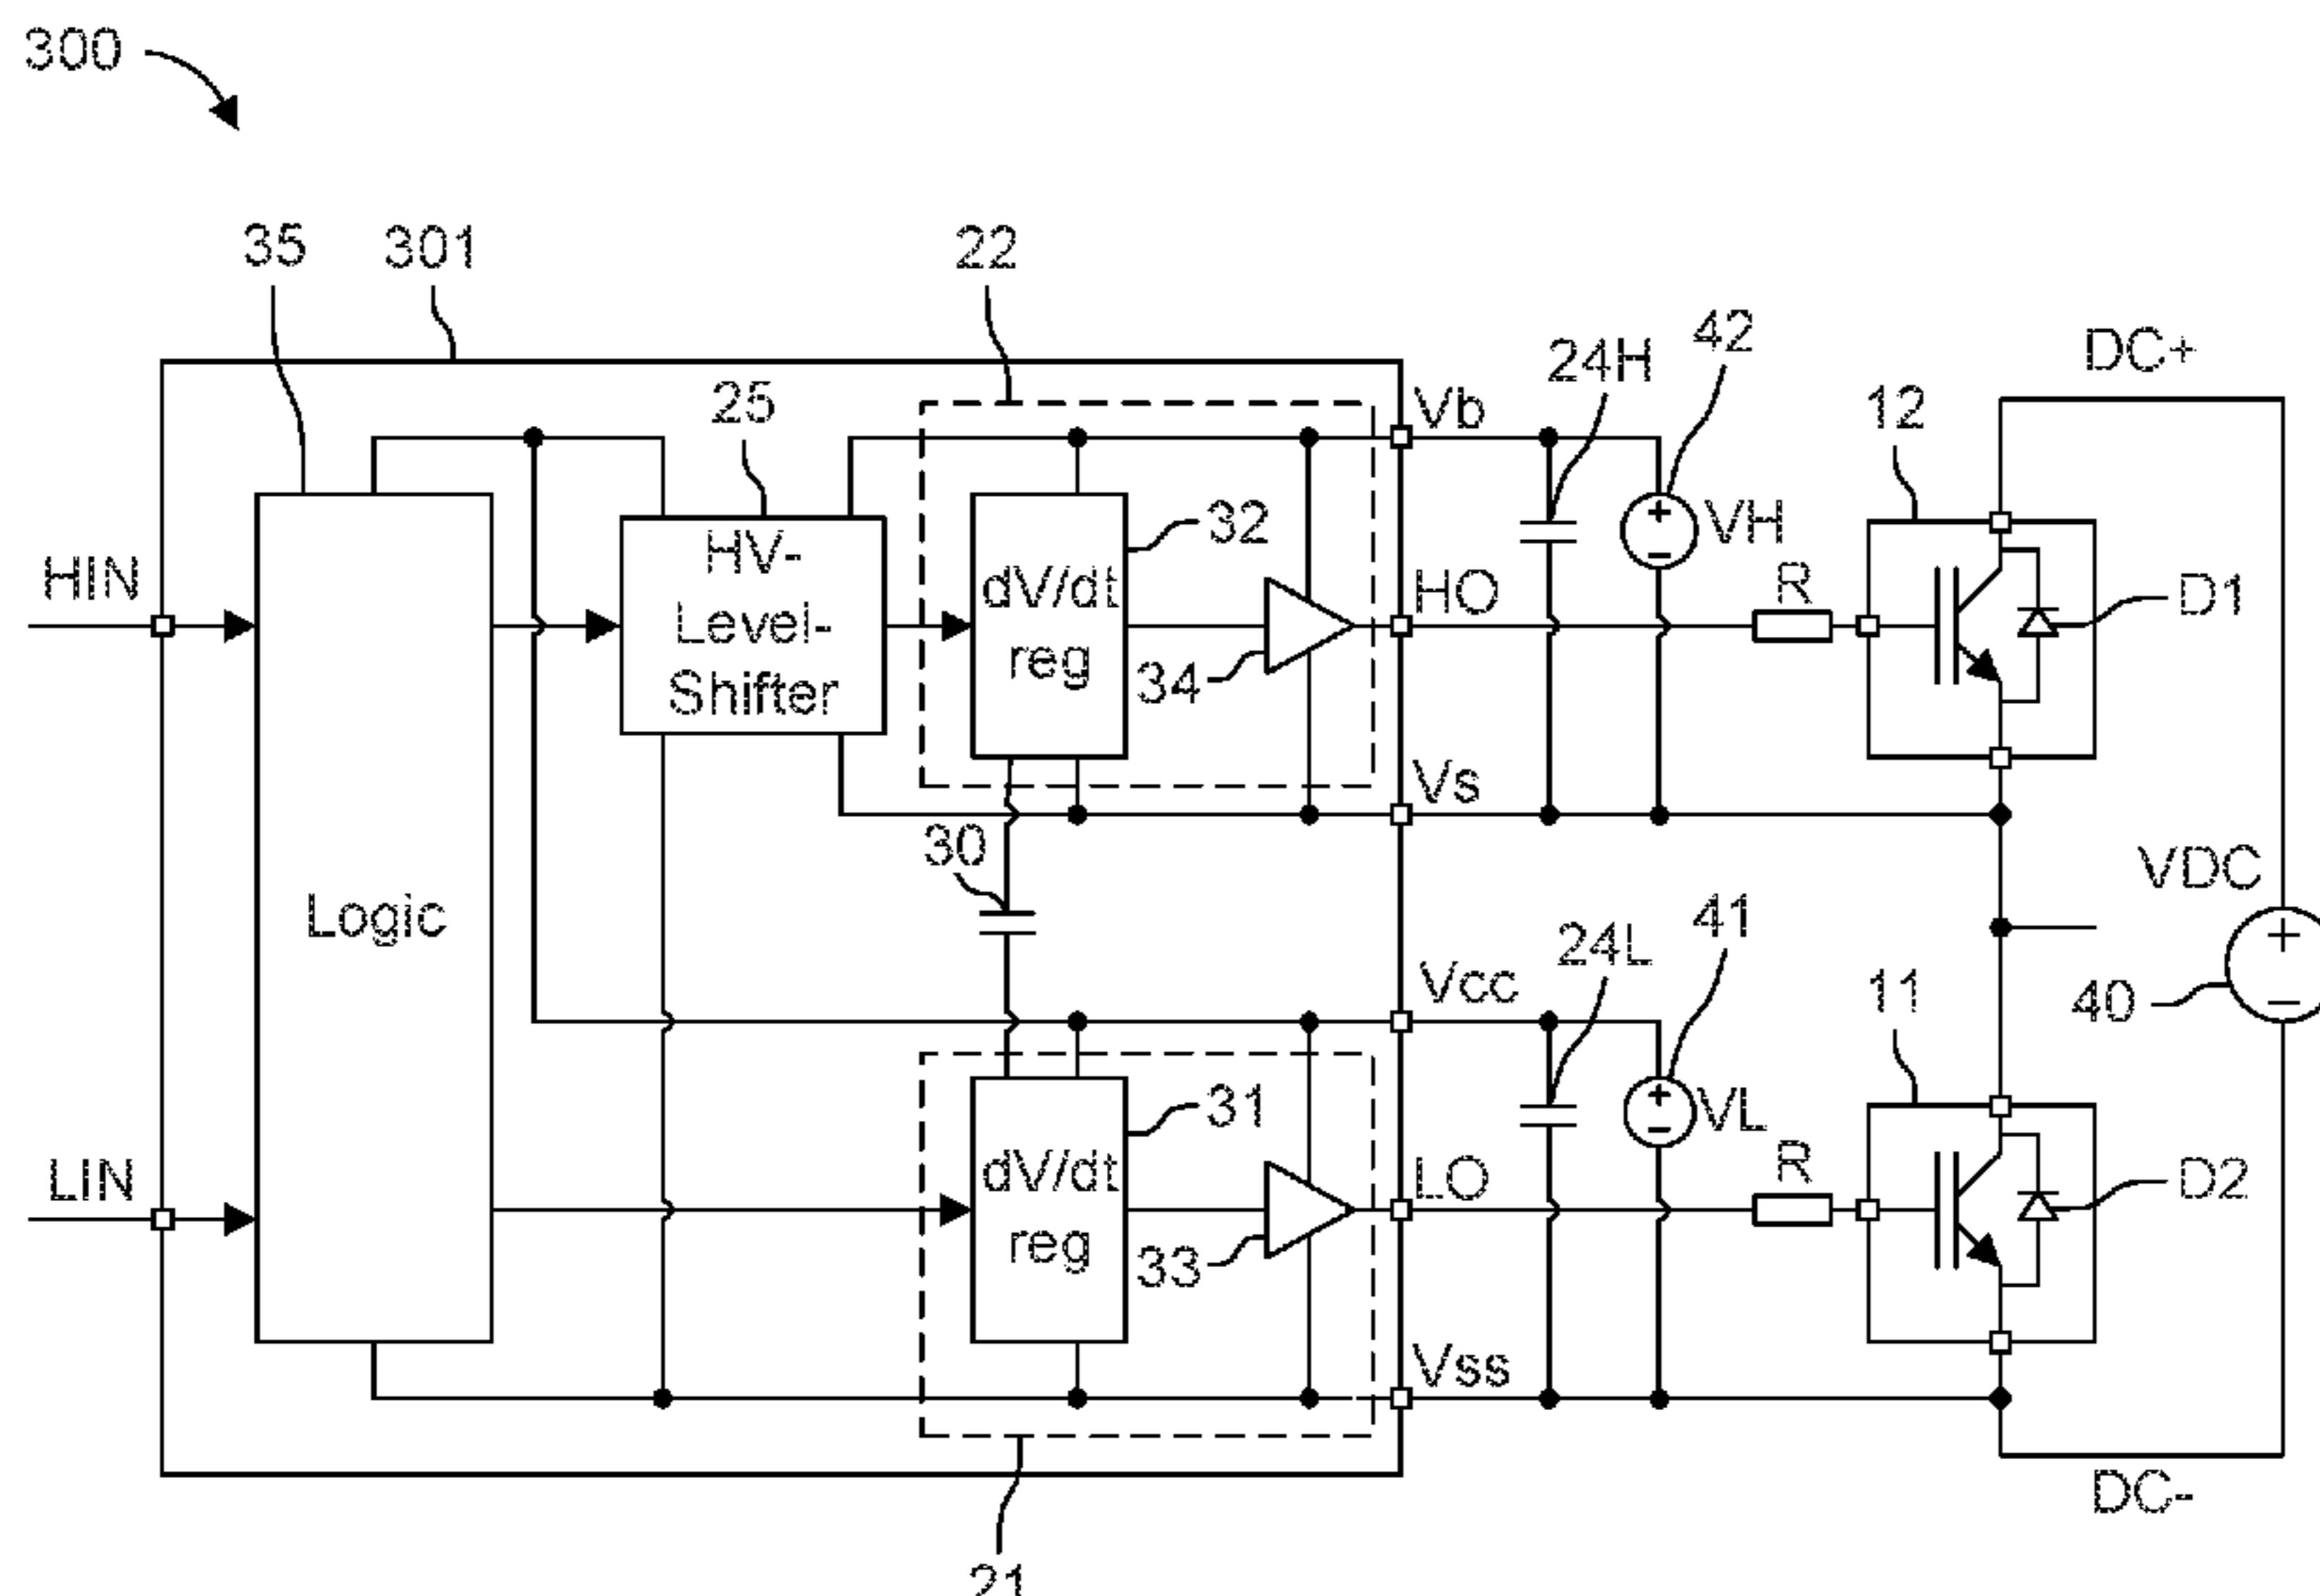 300
35
301
22
42
24H
DC+
25
Vb
12
HV-
Level-
Shifter
32
VH
HIN
dV/dt
reg
HO
R
D1
34
Vs
30
VDC
Logic
24L
41
Vcc
11
40
31
VL
LIN
dV/dt
reg
LO
R
D2
33
Vss
DC-
21